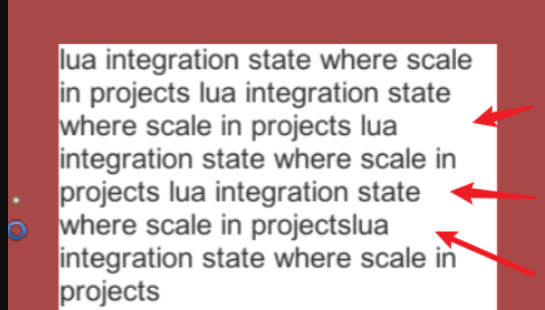 lua integration state where scale
in projects lua integration state
where scale in projects lua
integration state where scale in
projects lua integration state
where scale in projectslua
integration state where scale in
projects